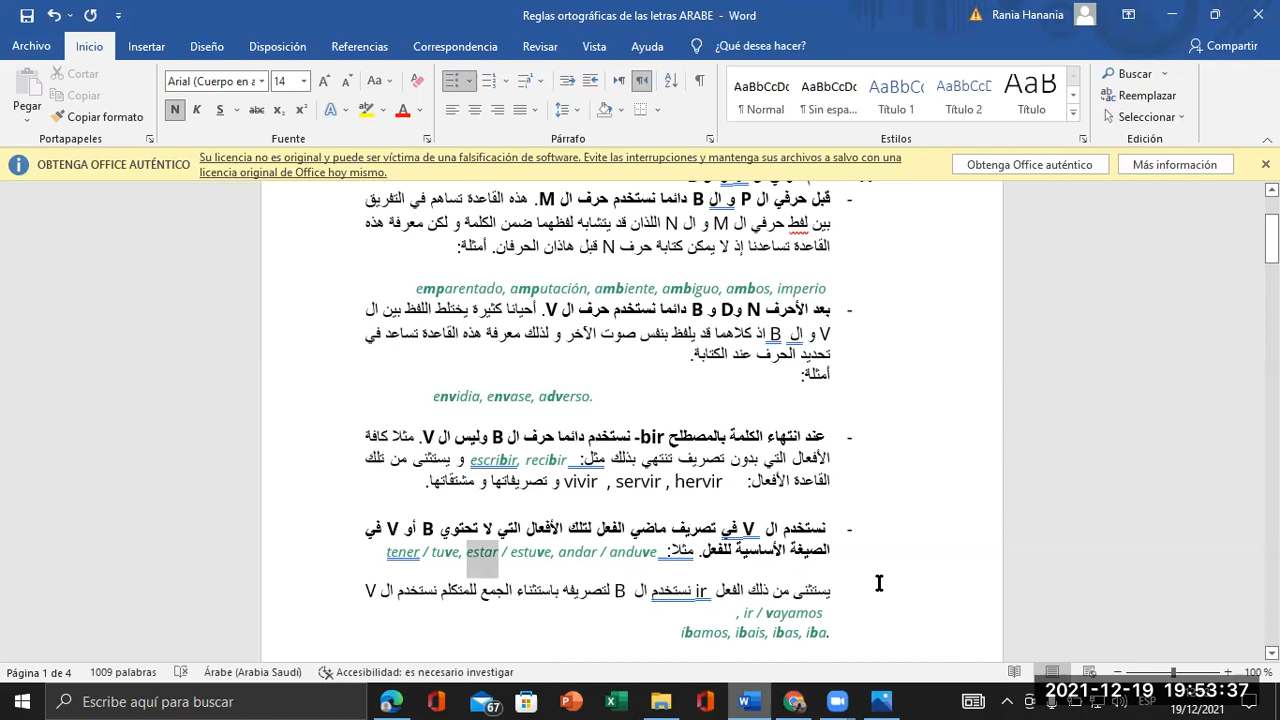 Reglas ortográficas de las letras ARABE - Word
Rania Hanania
Archivo Inicio Insertar Diseño Disposición Referencias Correspondencia Revisar Vista Ayuda ¿Qué desea hacer? Compartir
Pegar
Cortar
Copiar
Copiar formato
Arial (Cuerpo en a 14
N K S abc x₂ x²
AaBbCcDc AaBbCcDc AaBbCc AaBbCcD AaB
¶ Normal ¶ Sin espa... Título 1 Título 2 Título
Buscar
Reemplazar
Seleccionar
Portapapeles Fuente Párrafo Estilos Edición
OBTENGA OFFICE AUTÉNTICO Su licencia no es original y puede ser víctima de una falsificación de software. Evite las interrupciones y mantenga sus archivos a salvo con una
licencia original de Office hoy mismo.
Obtenga Office auténtico Más información
- قبل حرفي ال P و ال B دائما نستخدم حرف ال M. هذه القاعدة تساهم في التفريق
بين لفط حرفي ال M و ال N اللذان قد يتشابه لفظهما ضمن الكلمة و لكن معرفة هذه
القاعدة تساعدنا إذ لا يمكن كتابة حرف N قبل هاذان الحرفان. أمثلة:
emparentado, amputación, ambiente, ambiguo, ambos, imperio
- بعد الأحرف N وD و B دائما نستخدم حرف ال V. أحيانا كثيرة يختلط اللفظ بين ال
V و ال B اذ كلاهما قد يلفظ بنفس صوت الآخر و لذلك معرفة هذه القاعدة تساعد في
تحديد الحرف عند الكتابة.
أمثلة:
envidia, envase, adverso.
- عند انتهاء الكلمة بالمصطلح bir- نستخدم دائما حرف ال B وليس ال V. مثلا كافة
الأفعال التي بدون تصريف تنتهي بذلك مثل: escribir, recibir و يستثنى من تلك
القاعدة الأفعال: vivir , servir , hervir و تصريفاتها و مشتقاتها.
- نستخدم ال V في تصريف ماضي الفعل لتلك الأفعال التي لا تحتوي B أو V في
الصيغة الأساسية للفعل. مثلا: tener / tuve, estar / estuve, andar / anduve
يستثنى من ذلك الفعل ir نستخدم ال B لتصريفه باستثناء الجمع للمتكلم نستخدم ال V
, ir / vayamos
íbamos, ibais, ibas, iba.
Página 1 de 4 1009 palabras Árabe (Arabia Saudí) Accesibilidad: es necesario investigar 100 %
Escribe aquí para buscar
67
ESP
2021-12-19 19:53:37
19/12/2021